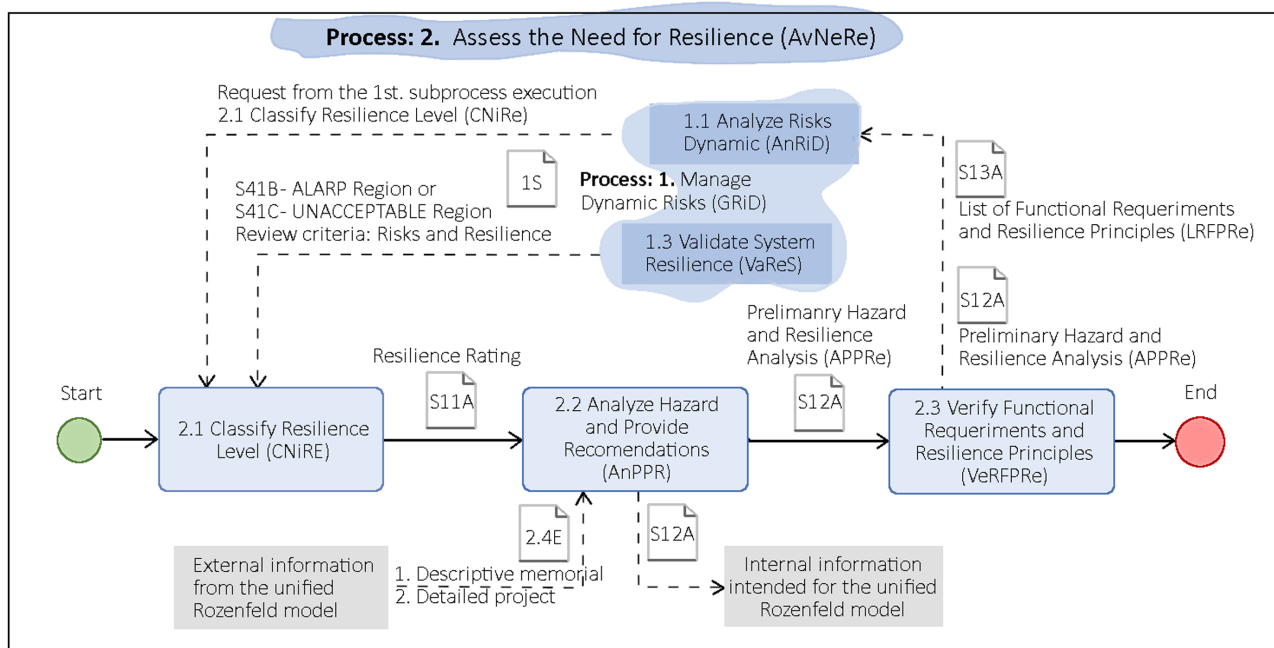 Process: 2. Assess the Need for Resilience (AvNeRe)
Request from the 1st. subprocess execution
2.1 Classify Resilience Level (CNiRe)
1.1 Analyze Risks
Dynamic (AnRiD)
S13A
List of Functional Requeriments
and Resilience Principles (LRFPRe)
1S
Process: 1. Manage
Dynamic Risks (GRiD)
S41B- ALARP Region or
S41C- UNACCEPTABLE Region
Review criteria: Risks and Resilience
1.3 Validate System
Resilience (VaReS)
S12A
Preliminary Hazard and
Resilience Analysis (APPRe)
Prelimanry Hazard
and Resilience
Analysis (APPRe)
S12A
Resilience Rating
S11A
Start
2.1 Classify Resilience
Level (CNiRE)
2.2 Analyze Hazard
and Provide
Recomendations
(AnPPR)
2.3 Verify Functional
Requeriments and
Resilience Principles
(VeRFPRe)
End
External information
from the unified
Rozenfeld model
2.4E
1. Descriptive memorial
2. Detailed project
S12A
Internal information
intended for the unified
Rozenfeld model